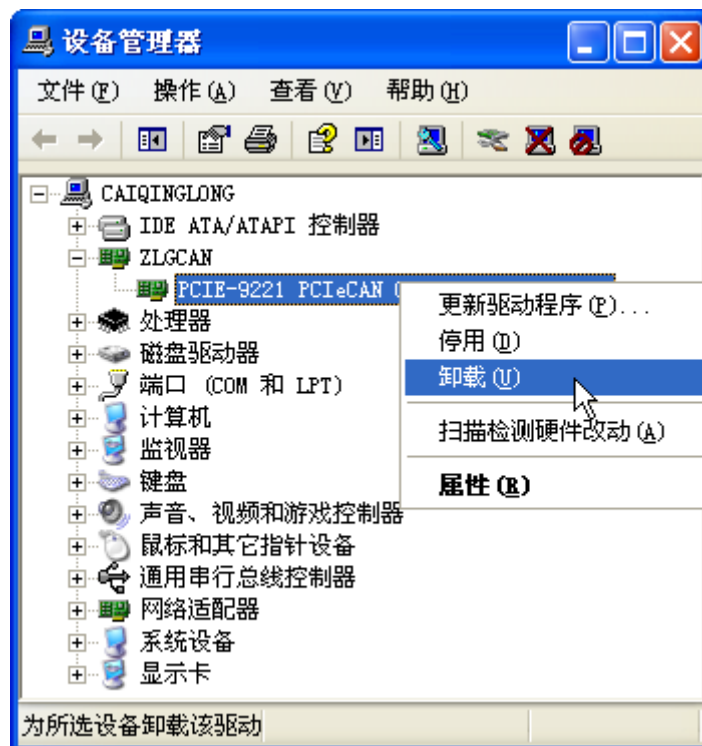 设备管理器
文件(F) 操作(A) 查看(V) 帮助(H)
CAIQINGLONG
IDE ATA/ATAPI 控制器
ZLGCAN
PCIE-9221 PCIeCAN
更新驱动程序(P)...
停用(D)
卸载(U)
扫描检测硬件改动(A)
属性(R)
处理器
磁盘驱动器
端口 (COM 和 LPT)
计算机
监视器
键盘
声音、视频和游戏控制器
鼠标和其它指针设备
通用串行总线控制器
网络适配器
系统设备
显示卡
为所选设备卸载该驱动